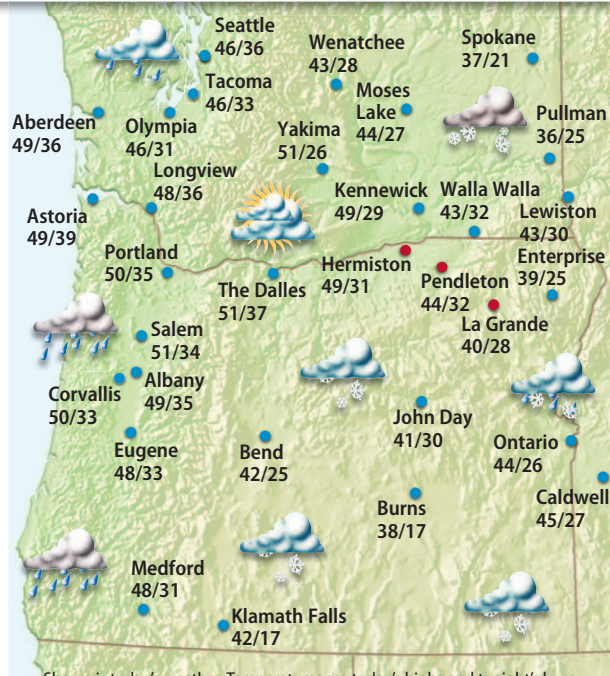 Seattle
46/36
Wenatchee
43/28
Spokane
37/21
Tacoma
46/33
Moses
Lake
44/27
Aberdeen
49/36
Olympia
46/31
Yakima
51/26
Pullman
36/25
Longview
48/36
Kennewick
49/29
Walla Walla
43/32
Lewiston
43/30
Astoria
49/39
Portland
50/35
The Dalles
51/37
Hermiston
49/31
Pendleton
44/32
Enterprise
39/25
La Grande
40/28
Salem
51/34
Corvallis
50/33
Albany
49/35
John Day
41/30
Eugene
48/33
Bend
42/25
Ontario
44/26
Caldwell
45/27
Burns
38/17
Medford
48/31
Klamath Falls
42/17